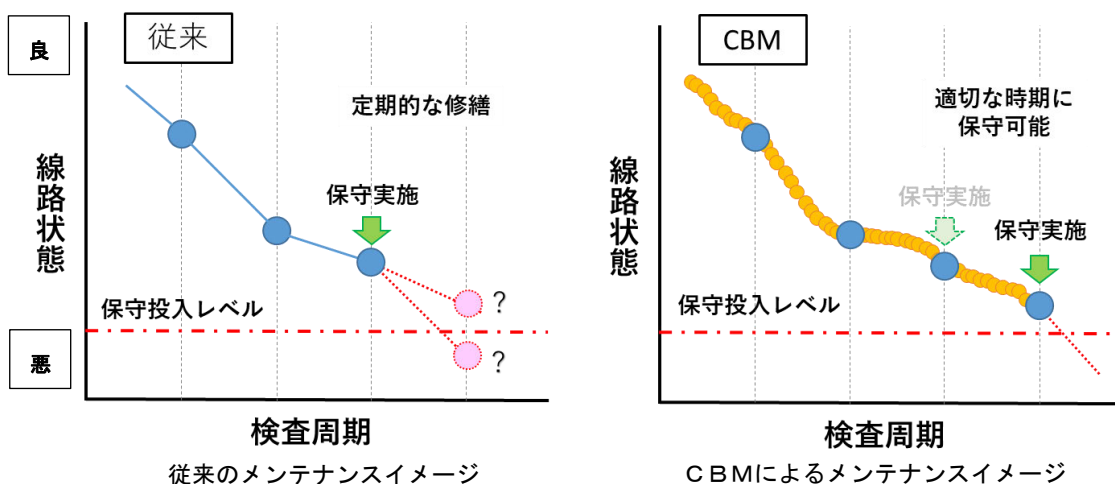 良
従来
定期的な修繕
線路状態
保守実施
保守投入レベル
?
?
悪
検査周期
従来のメンテナンスイメージ
CBM
適切な時期に
保守可能
線路状態
保守実施
保守実施
保守投入レベル
検査周期
ＣＢＭによるメンテナンスイメージ